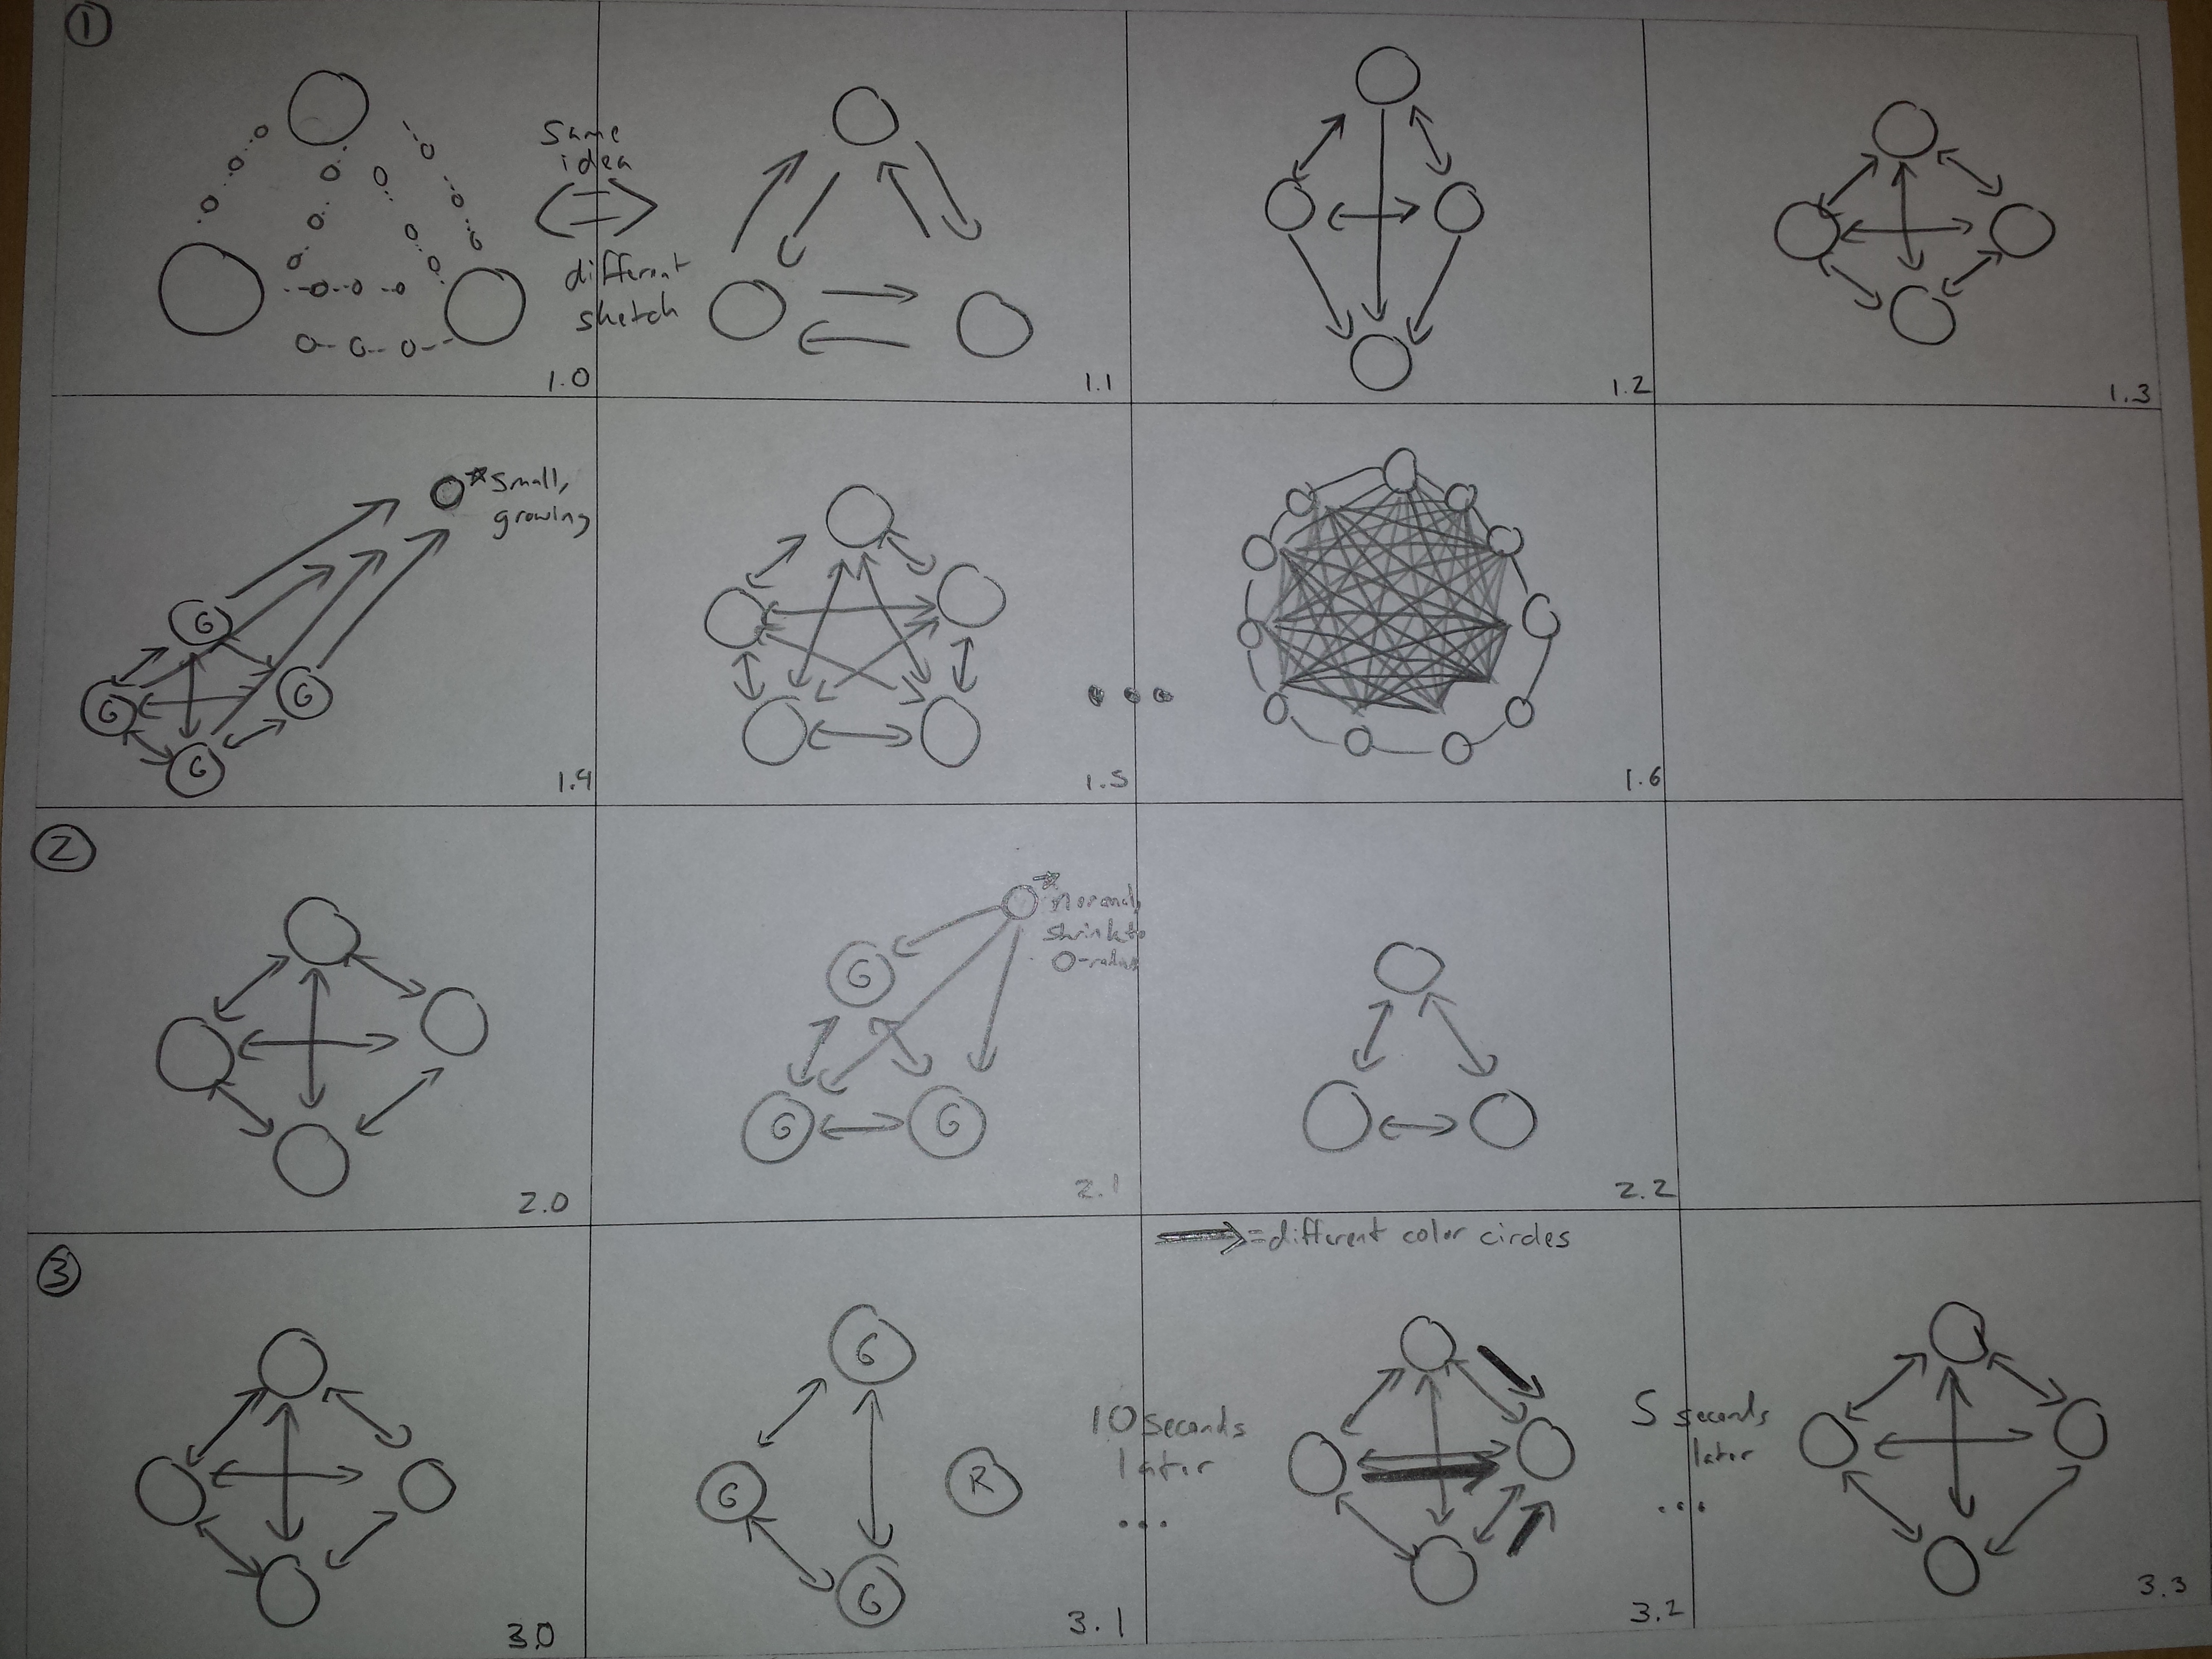 1
same
idea
different
sketch
1.0
1.1
1.2
1.3
*small,
growing
G
G
G
G
1.4
1.5
...
1.6
2
2.0
*normal,
shrink to
0-radius
G
G
G
2.1
2.2
3
3.0
G
G
R
G
3.1
= different color circles
10 seconds
later
...
3.2
5 seconds
later
...
3.3